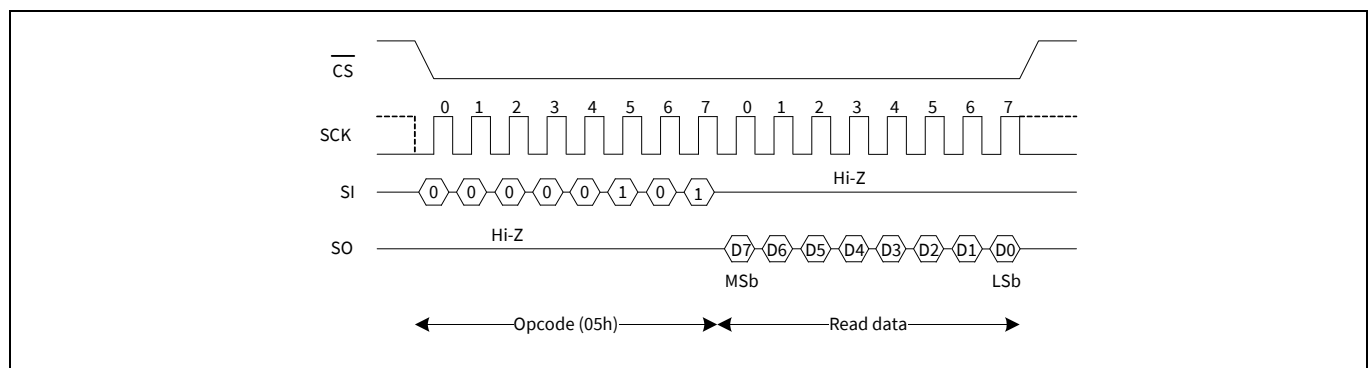 CS
0 1 2 3 4 5 6 7 0 1 2 3 4 5 6 7
SCK
Hi-Z
SI 0 0 0 0 0 1 0 1
Hi-Z
SO D7 D6 D5 D4 D3 D2 D1 D0
MSb LSb
Opcode (05h) Read data